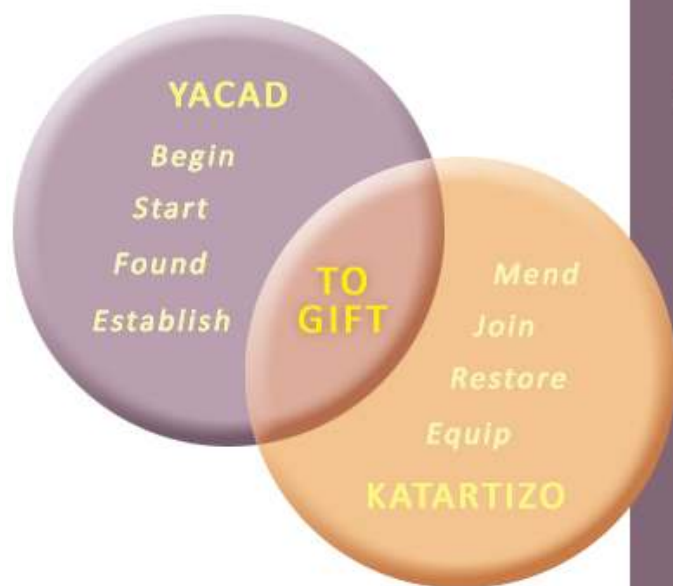 YACAD
Begin
Start
Found
Establish
TO
GIFT
Mend
Join
Restore
Equip
KATARTIZO